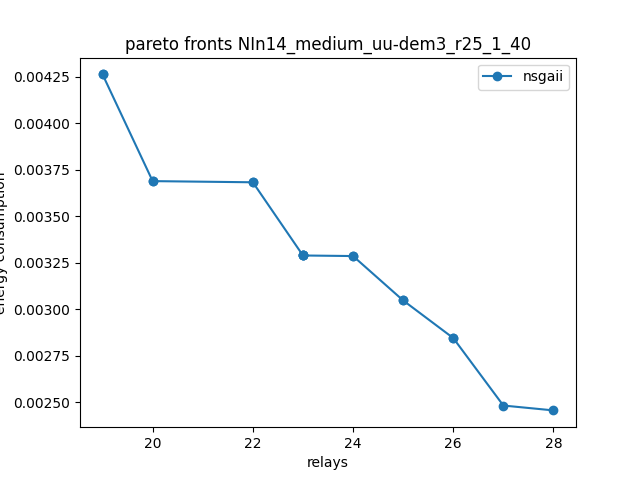 pareto fronts NIn14_medium_uu-dem3_r25_1_40
nsgaii
0.00425
0.00400
0.00375
0.00350
0.00325
0.00300
0.00275
0.00250
energy consumption
20 22 24 26 28
relays